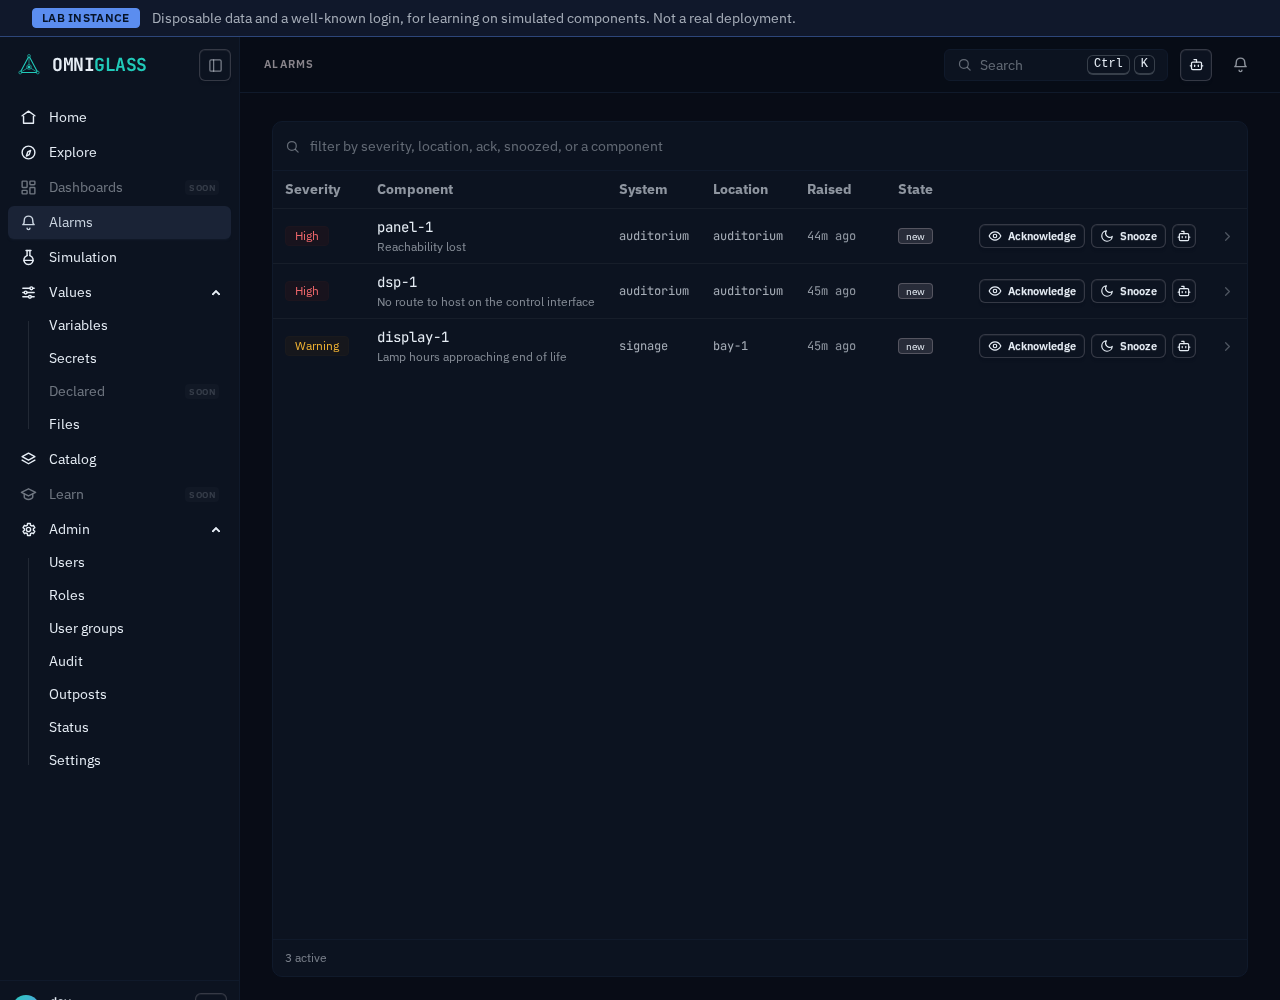 LAB INSTANCE Disposable data and a well-known login, for learning on simulated components. Not a real deployment.
OMNIGLASS
ALARMS
Search Ctrl K
Home
Explore
Dashboards SOON
Alarms
Simulation
Values
Variables
Secrets
Declared SOON
Files
Catalog
Learn SOON
Admin
Users
Roles
User groups
Audit
Outposts
Status
Settings
filter by severity, location, ack, snoozed, or a component
Severity Component System Location Raised State
High panel-1 auditorium auditorium 44m ago new Acknowledge Snooze
Reachability lost
High dsp-1 auditorium auditorium 45m ago new Acknowledge Snooze
No route to host on the control interface
Warning display-1 signage bay-1 45m ago new Acknowledge Snooze
Lamp hours approaching end of life
3 active